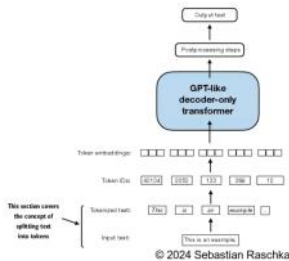 Output text
Postprocessing steps
GPT-like
decoder-only
transformer
Token embeddings:
Token IDs:
40134
2052
133
389
12
This section covers
the concept of
splitting text
into tokens
Tokenized text:
This
is
an
example
.
Input text:
This is an example.
© 2024 Sebastian Raschka